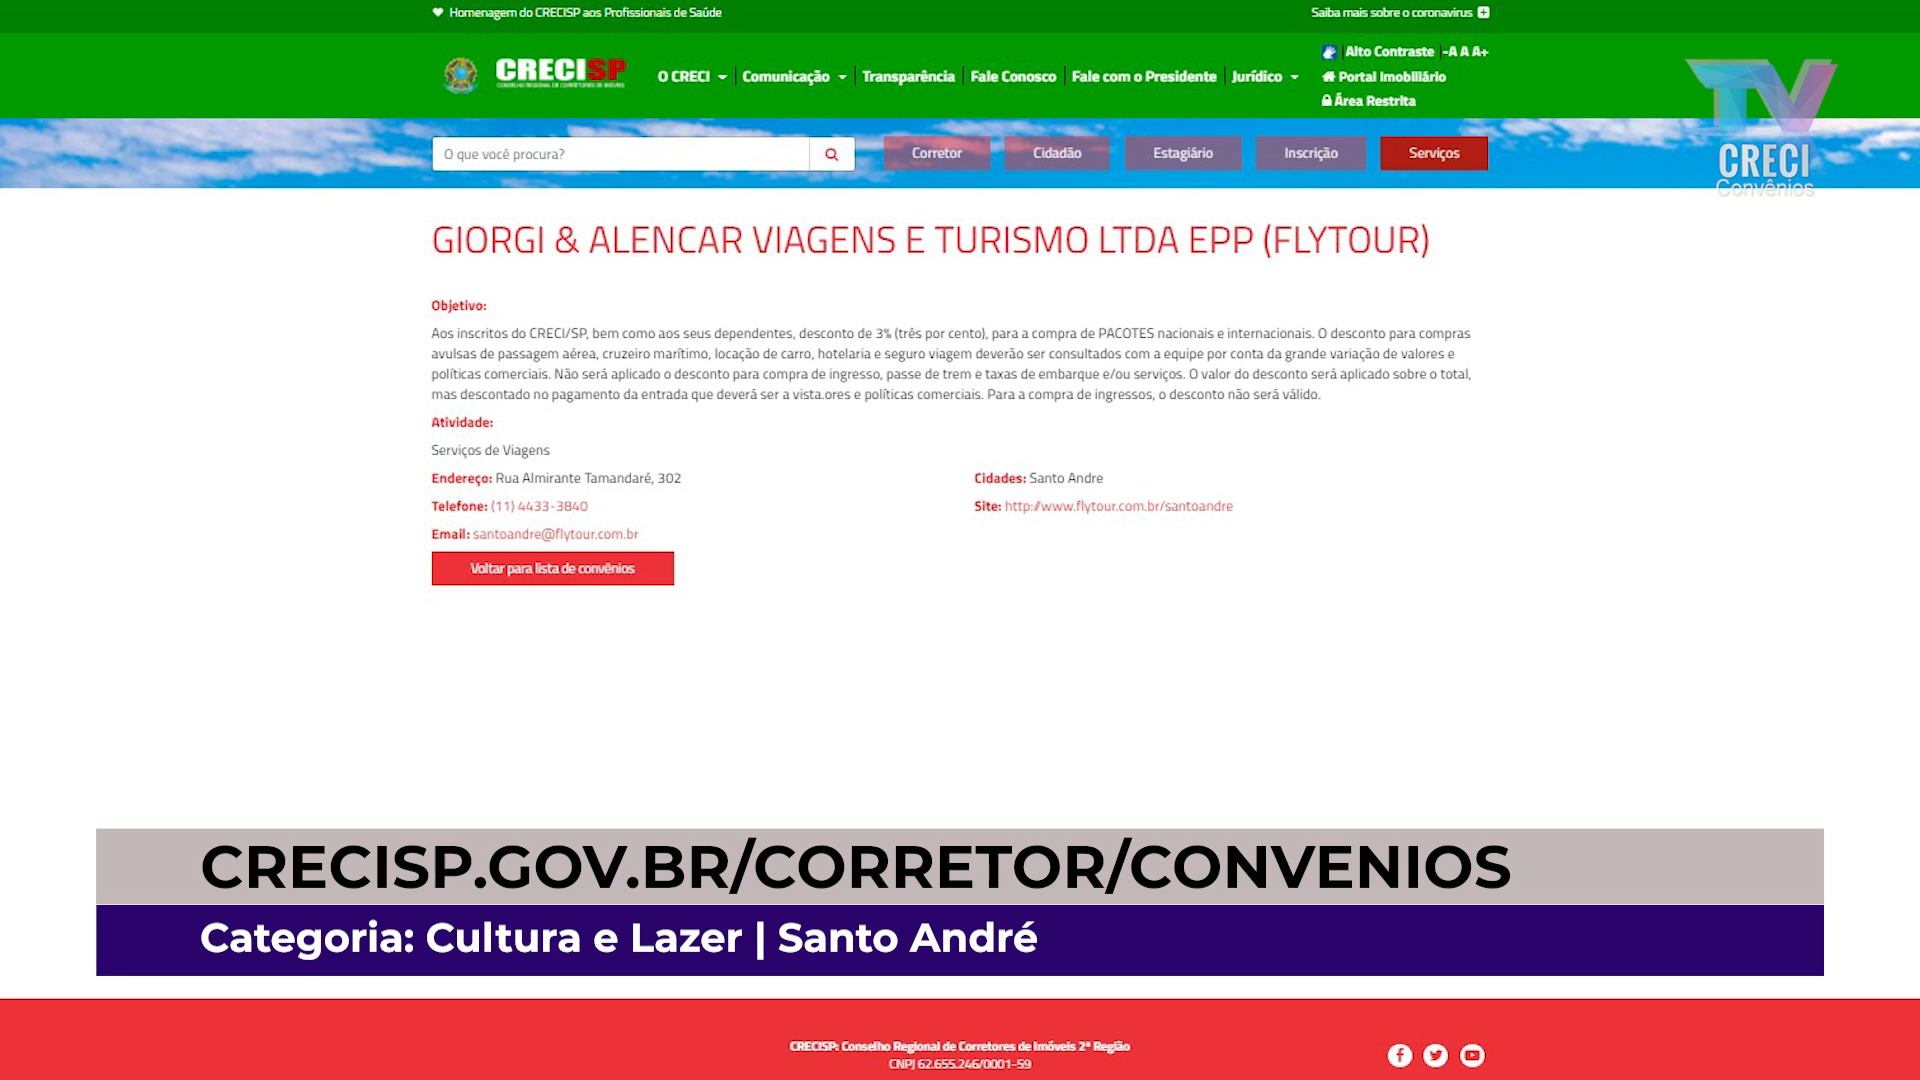 Homenagem do CRECISP aos Profissionais de Saúde
Saiba mais sobre o coronavirus
CRECISP
CONSELHO REGIONAL DE CORRETORES DE IMÓVEIS
O CRECI
Comunicação
Transparência
Fale Conosco
Fale com o Presidente
Jurídico
Alto Contraste
-A A A+
Portal Imobiliário
Área Restrita
TV
CRECI
Convênios
O que você procura?
Corretor
Cidadão
Estagiário
Inscrição
Serviços
GIORGI & ALENCAR VIAGENS E TURISMO LTDA EPP (FLYTOUR)
Objetivo:
Aos inscritos do CRECI/SP, bem como aos seus dependentes, desconto de 3% (três por cento), para a compra de PACOTES nacionais e internacionais. O desconto para compras
avulsas de passagem aérea, cruzeiro marítimo, locação de carro, hotelaria e seguro viagem deverão ser consultados com a equipe por conta da grande variação de valores e
políticas comerciais. Não será aplicado o desconto para compra de ingresso, passe de trem e taxas de embarque e/ou serviços. O valor do desconto será aplicado sobre o total,
mas descontado no pagamento da entrada que deverá ser a vista.ores e políticas comerciais. Para a compra de ingressos, o desconto não será válido.
Atividade:
Serviços de Viagens
Endereço: Rua Almirante Tamandaré, 302
Cidades: Santo Andre
Telefone: (11) 4433-3840
Site: http://www.flytour.com.br/santoandre
Email: santoandre@flytour.com.br
Voltar para lista de convênios
CRECISP.GOV.BR/CORRETOR/CONVENIOS
Categoria: Cultura e Lazer | Santo André
CRECISP: Conselho Regional de Corretores de Imóveis 2ª Região
CNPJ 62.655.246/0001-59